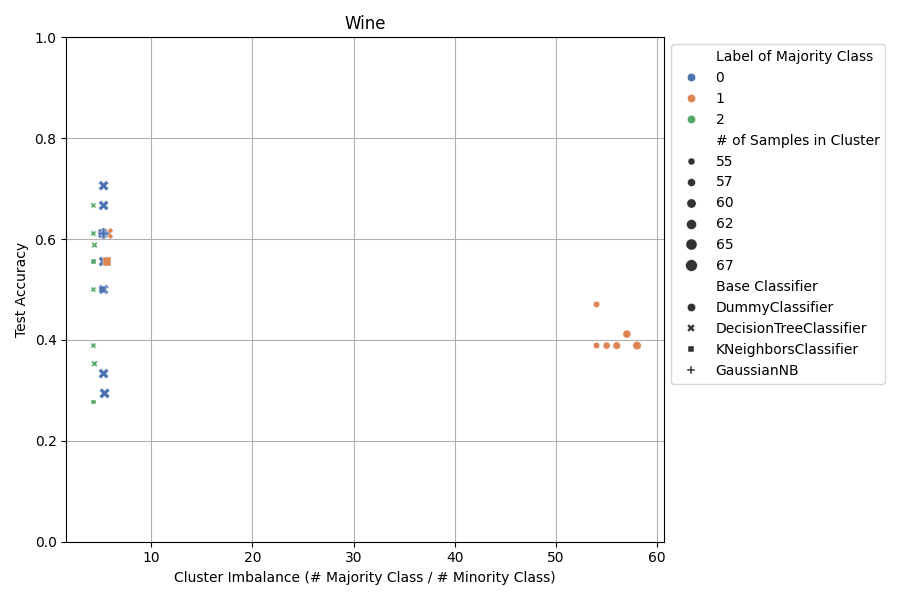 Wine
Test Accuracy
1.0
0.8
0.6
0.4
0.2
0.0
10 20 30 40 50 60
Cluster Imbalance (# Majority Class / # Minority Class)
Label of Majority Class
0
1
2
# of Samples in Cluster
55
57
60
62
65
67
Base Classifier
DummyClassifier
DecisionTreeClassifier
KNeighborsClassifier
GaussianNB